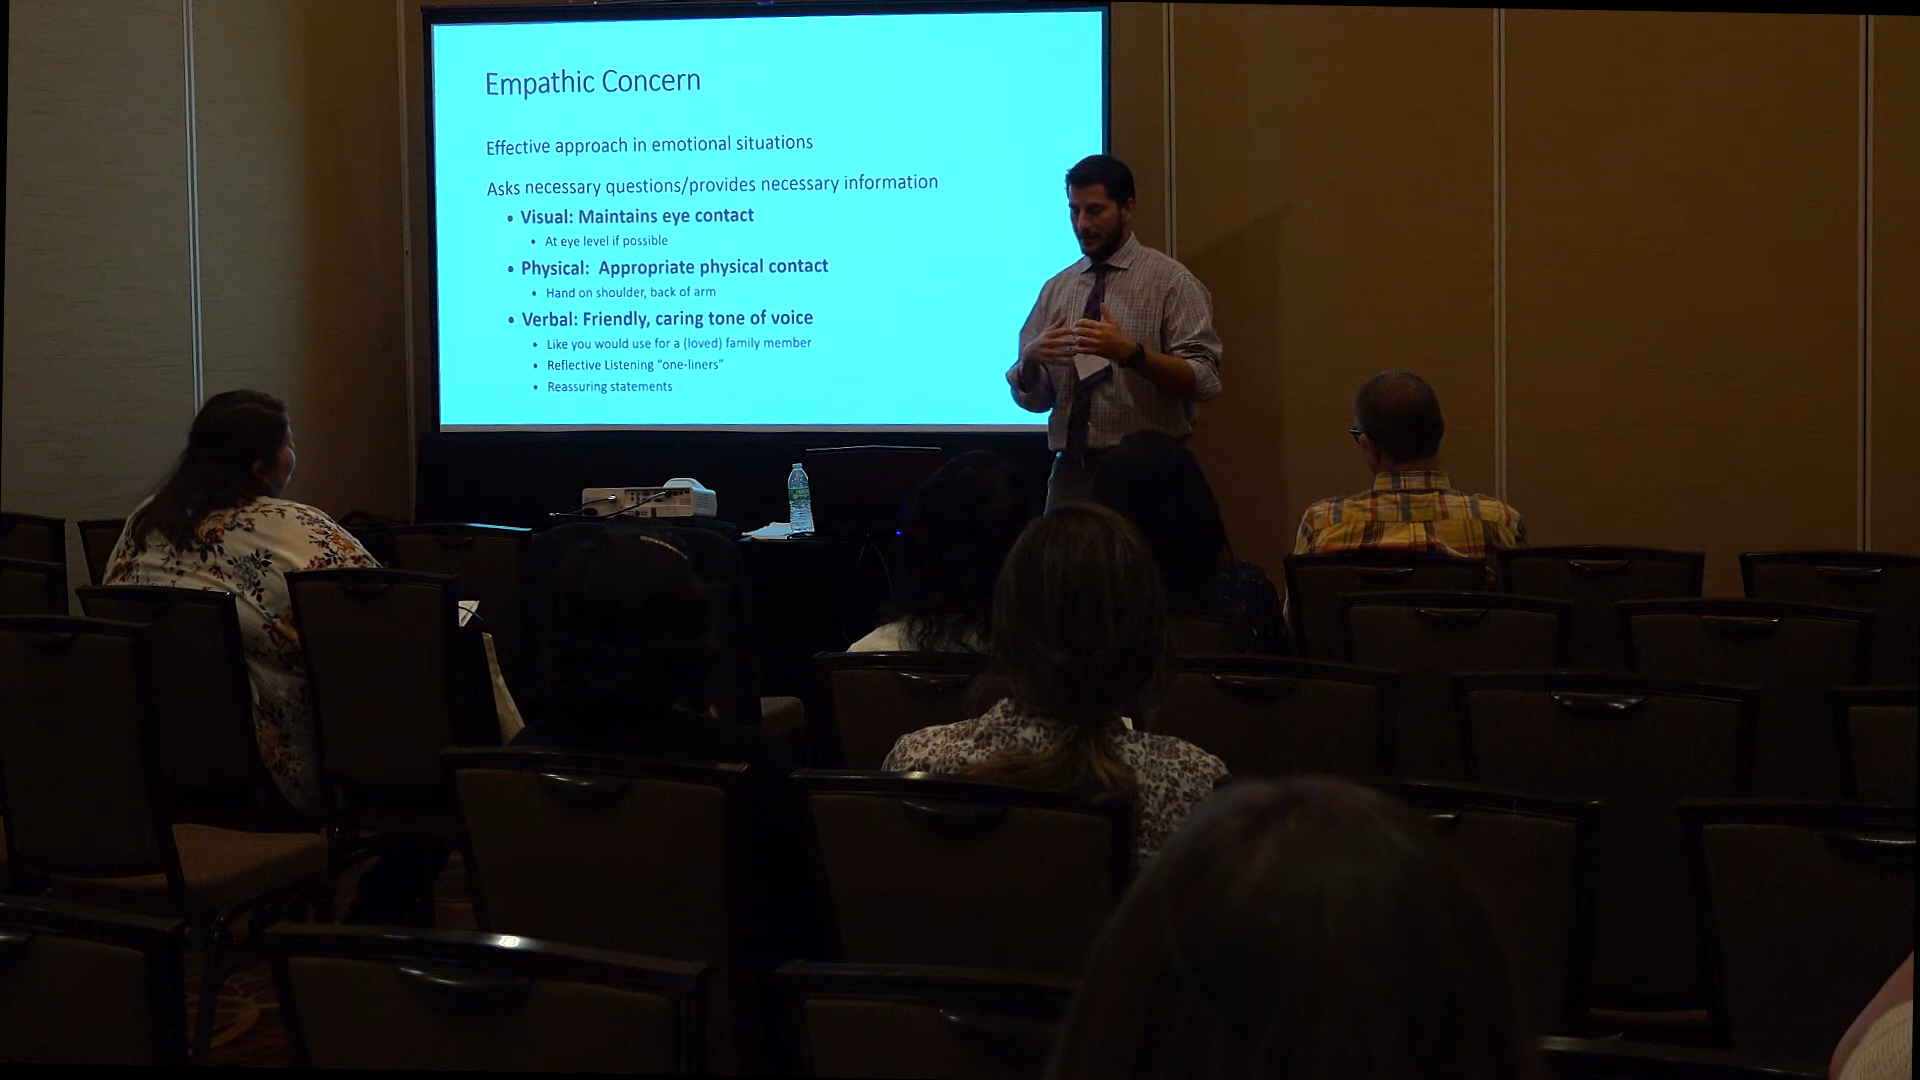 Empathic Concern
Effective approach in emotional situations
Asks necessary questions/provides necessary information
• Visual: Maintains eye contact
• At eye level if possible
• Physical:  Appropriate physical contact
• Hand on shoulder, back of arm
• Verbal: Friendly, caring tone of voice
• Like you would use for a (loved) family member
• Reflective Listening "one-liners"
• Reassuring statements